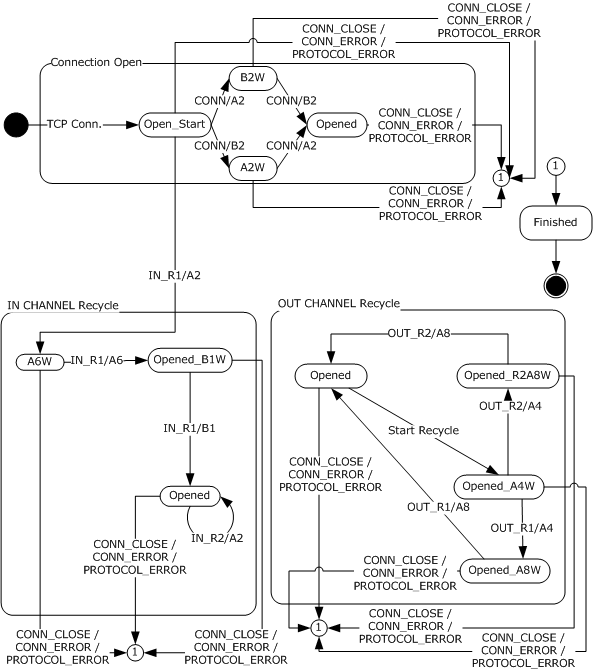 CONN_CLOSE /
CONN_ERROR /
PROTOCOL_ERROR
CONN_CLOSE /
CONN_ERROR /
PROTOCOL_ERROR
Connection Open
B2W
CONN/A2
CONN/B2
TCP Conn.
Open_Start
Opened
CONN_CLOSE /
CONN_ERROR /
PROTOCOL_ERROR
CONN/B2
CONN/A2
A2W
1
1
CONN_CLOSE /
CONN_ERROR /
PROTOCOL_ERROR
Finished
IN_R1/A2
IN CHANNEL Recycle
A6W
IN_R1/A6
Opened_B1W
IN_R1/B1
Opened
IN_R2/A2
CONN_CLOSE /
CONN_ERROR /
PROTOCOL_ERROR
CONN_CLOSE /
CONN_ERROR /
PROTOCOL_ERROR
1
CONN_CLOSE /
CONN_ERROR /
PROTOCOL_ERROR
OUT CHANNEL Recycle
OUT_R2/A8
Opened
Opened_R2A8W
OUT_R2/A4
Start Recycle
CONN_CLOSE /
CONN_ERROR /
PROTOCOL_ERROR
Opened_A4W
OUT_R1/A8
OUT_R1/A4
CONN_CLOSE /
CONN_ERROR /
PROTOCOL_ERROR
Opened_A8W
1
CONN_CLOSE /
CONN_ERROR /
PROTOCOL_ERROR
CONN_CLOSE /
CONN_ERROR /
PROTOCOL_ERROR